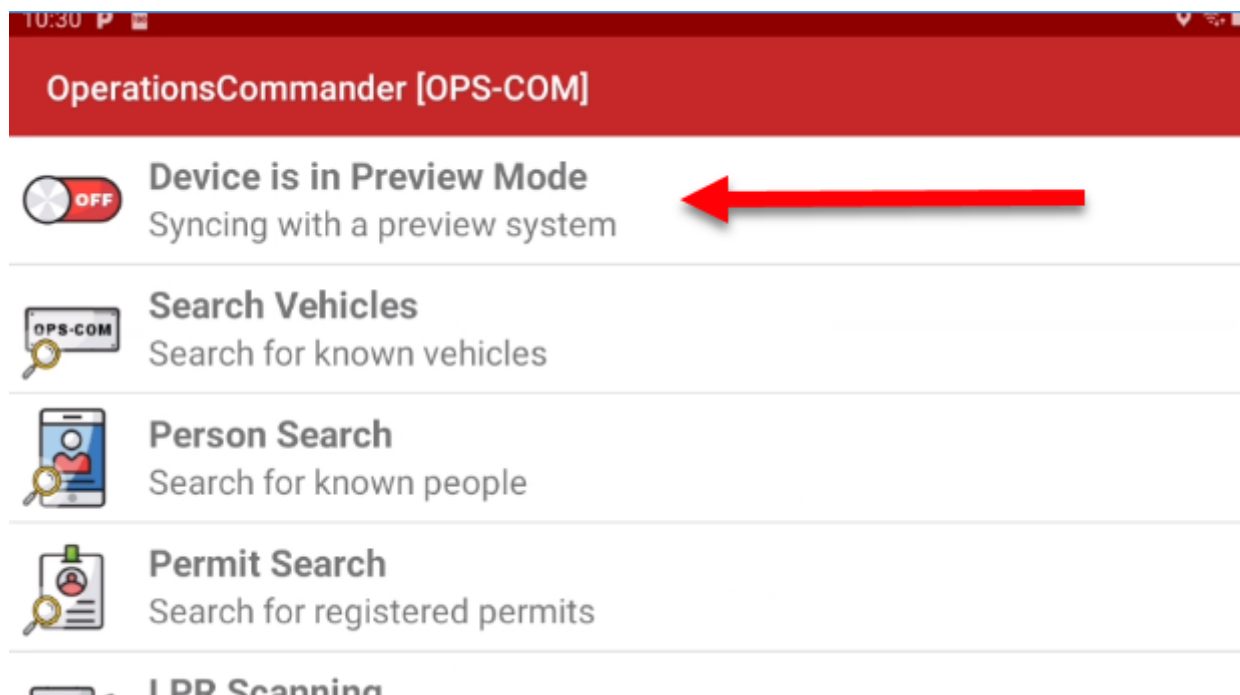 10:30
OperationsCommander [OPS-COM]
OFF
Device is in Preview Mode
Syncing with a preview system
OPS-COM
Search Vehicles
Search for known vehicles
Person Search
Search for known people
Permit Search
Search for registered permits
LPR Scanning